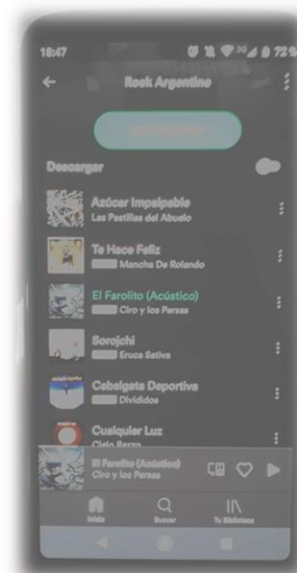 18:47 72%
Rock Argentino
Descargar
Azúcar Impalpable
Las Pastillas del Abuelo
Te Hace Feliz
Mancha De Rolando
El Farolito (Acústico)
Ciro y los Persas
Sorojchi
Eruca Sativa
Cabalgata Deportiva
Divididos
Cualquier Luz
Cielo Razzo
El Farolito (Acústico)
Ciro y los Persas
Inicio Buscar Tu Biblioteca